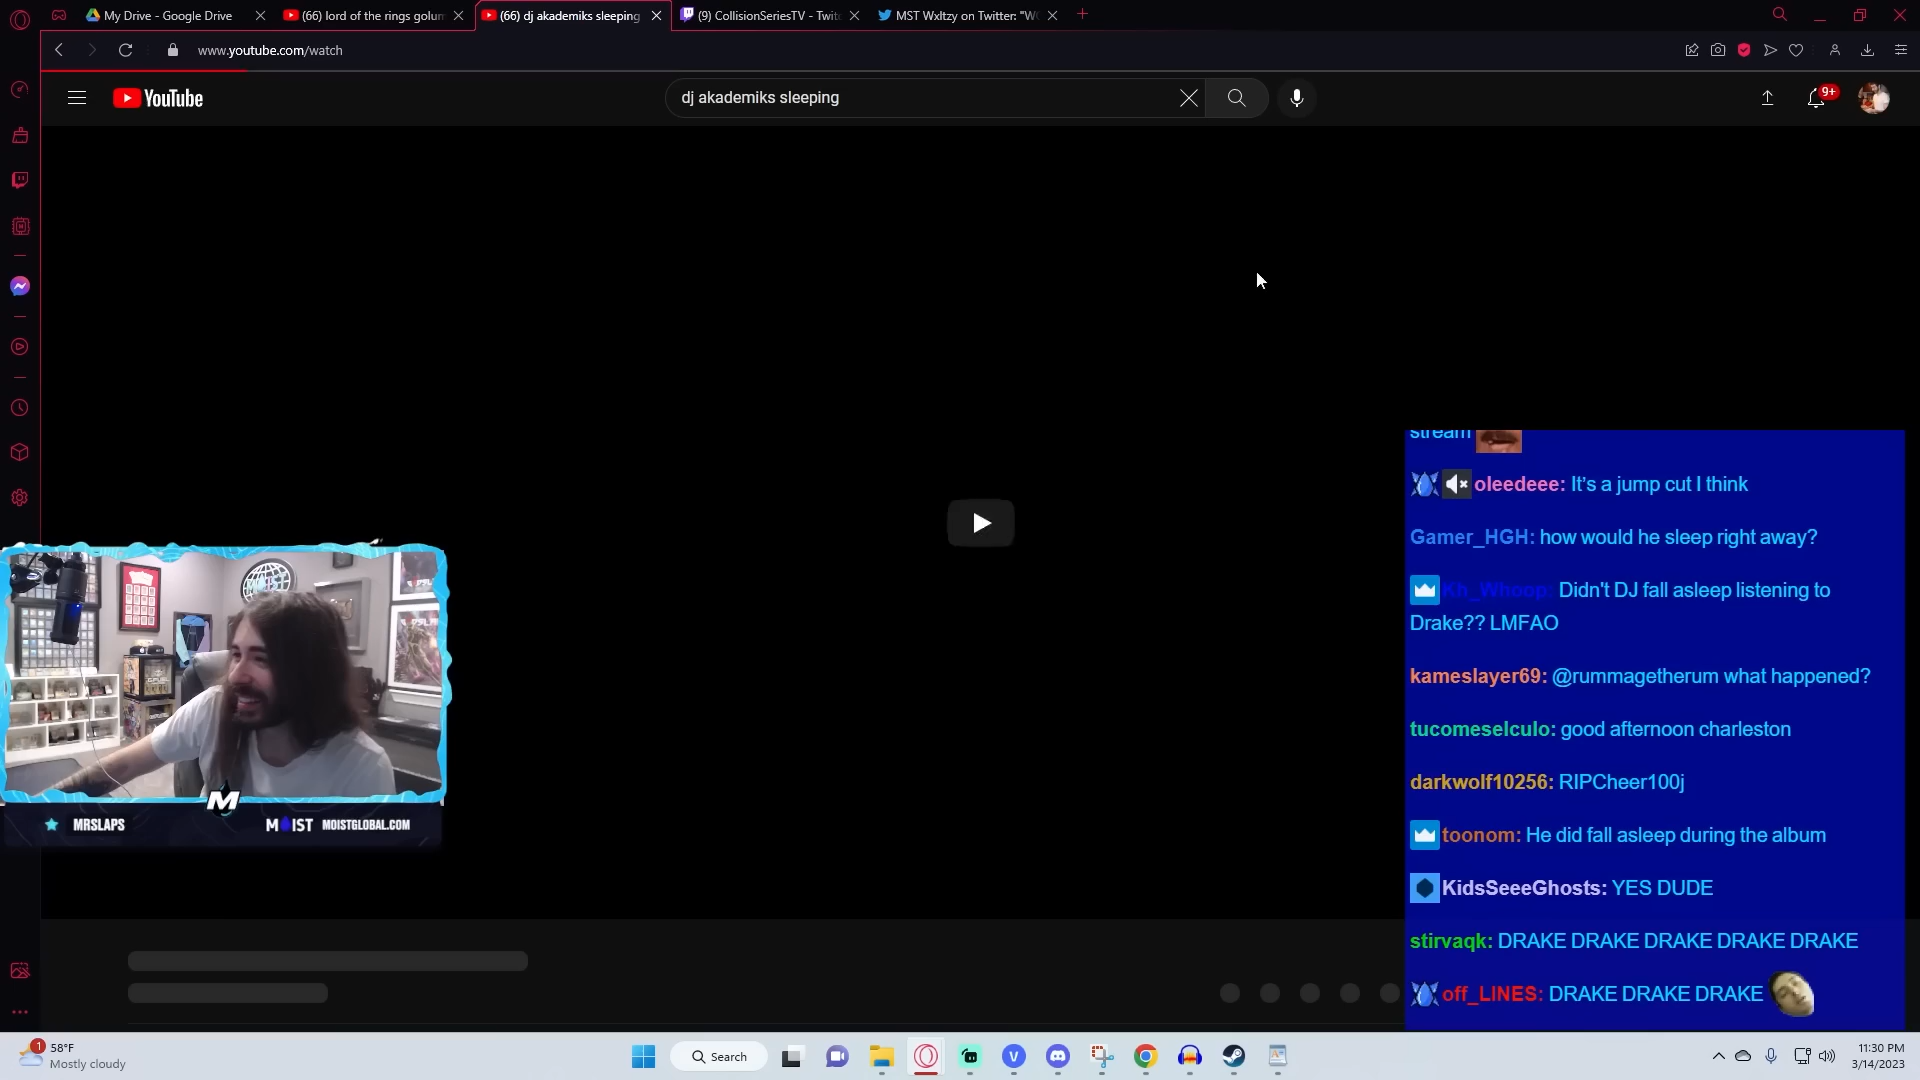 My Drive - Google Drive
(66) lord of the rings golum
(66) dj akademiks sleeping
(9) CollisionSeriesTV - Twitc
MST Wxltzy on Twitter: "WO
www.youtube.com/watch
YouTube
dj akademiks sleeping
9+
stream
oleedeee: It's a jump cut I think
Gamer_HGH: how would he sleep right away?
Kh_Whoop: Didn't DJ fall asleep listening to
Drake?? LMFAO
kameslayer69: @rummagetherum what happened?
tucomeselculo: good afternoon charleston
darkwolf10256: RIPCheer100j
toonom: He did fall asleep during the album
KidsSeeeGhosts: YES DUDE
stirvaqk: DRAKE DRAKE DRAKE DRAKE DRAKE
off_LINES: DRAKE DRAKE DRAKE
MOIST
M
MRSLAPS
MOIST MOISTGLOBAL.COM
1
58°F
Mostly cloudy
Search
V
11:30 PM
3/14/2023